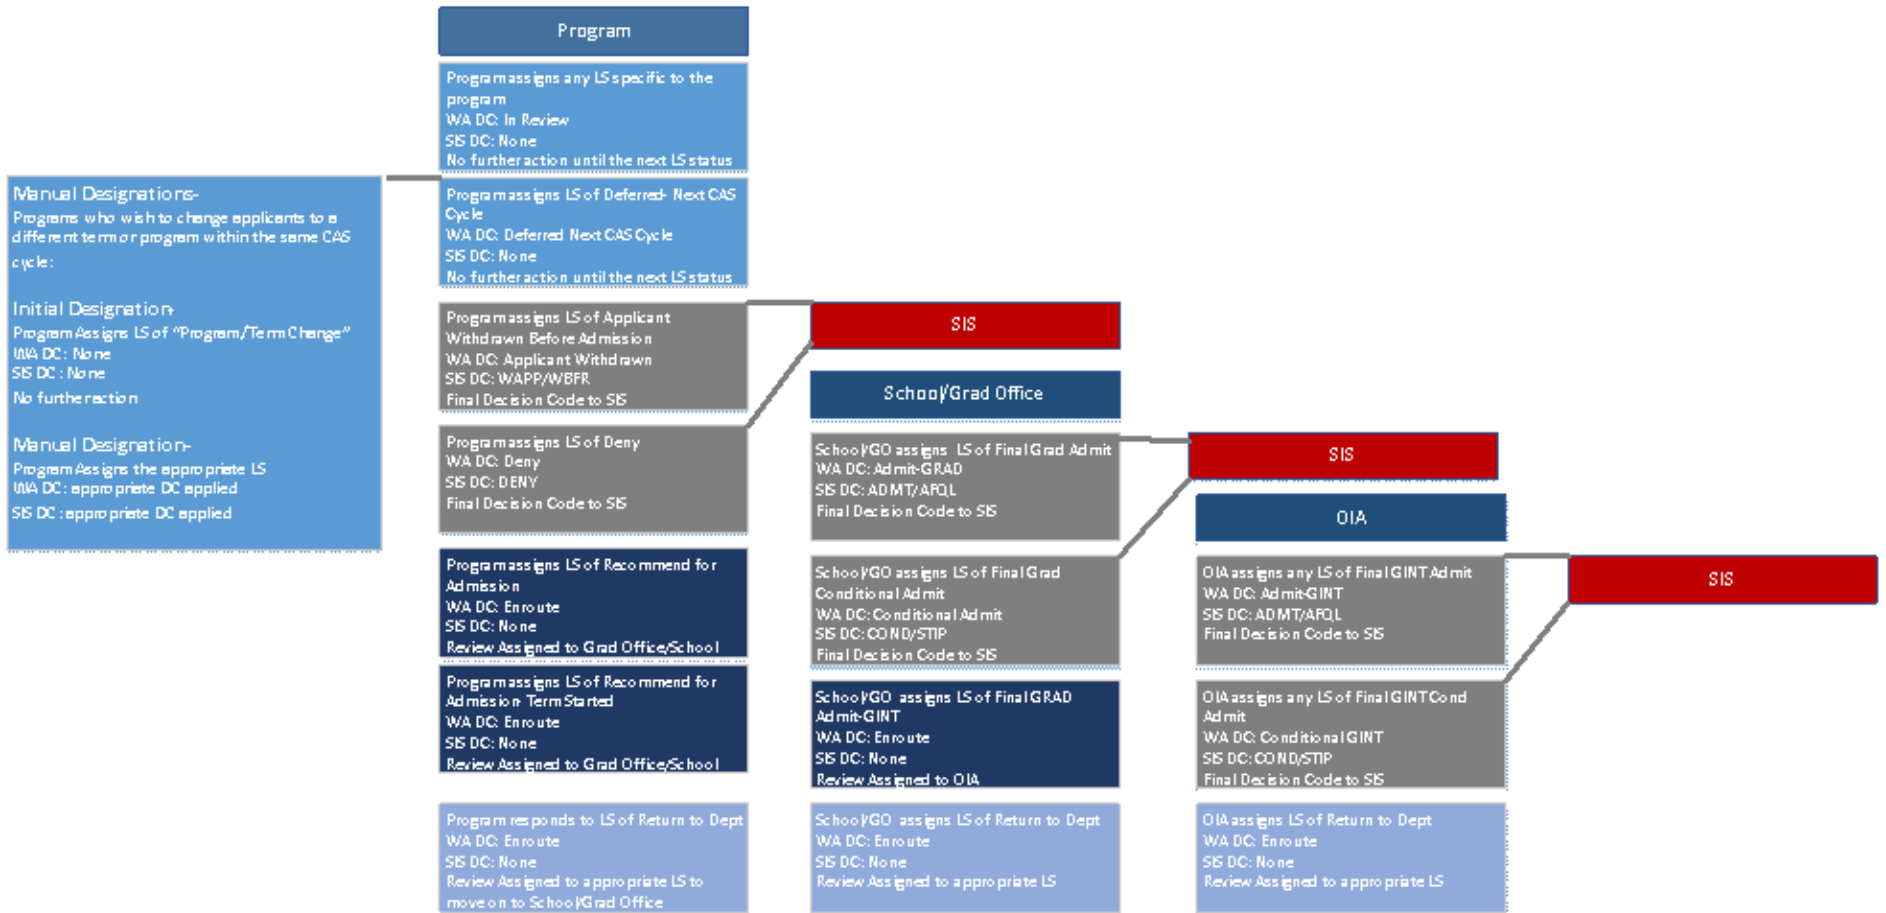 Program
Program assigns any LS specific to the
program
WA DC: In Review
SIS DC: None
No further action until the next LS status
Manual Designations-
Programs who wish to change applicants to a
different term or program within the same CAS
cycle:
Initial Designation-
Program Assigns LS of “Program/Term Change”
WA DC: None
SIS DC: None
No further action
Manual Designation-
Program Assigns the appropriate LS
WA DC: appropriate DC applied
SIS DC: appropriate DC applied
Program assigns LS of Deferred- Next CAS
Cycle
WA DC: Deferred Next CAS Cycle
SIS DC: None
No further action until the next LS status
Program assigns LS of Applicant
Withdrawn Before Admission
WA DC: Applicant Withdrawn
SIS DC: WAPP/WBFR
Final Decision Code to SIS
Program assigns LS of Deny
WA DC: Deny
SIS DC: DENY
Final Decision Code to SIS
Program assigns LS of Recommend for
Admission
WA DC: Enroute
SIS DC: None
Review Assigned to Grad Office/School
Program assigns LS of Recommend for
Admission- Term Started
WA DC: Enroute
SIS DC: None
Review Assigned to Grad Office/School
Program responds to LS of Return to Dept
WA DC: Enroute
SIS DC: None
Review Assigned to appropriate LS to
move on to School/Grad Office
SIS
School/Grad Office
School/GO assigns LS of Final Grad Admit
WA DC: Admit-GRAD
SIS DC: ADMT/AFQL
Final Decision Code to SIS
School/GO assigns LS of Final Grad
Conditional Admit
WA DC: Conditional Admit
SIS DC: COND/STIP
Final Decision Code to SIS
School/GO assigns LS of Final GRAD
Admit-GINT
WA DC: Enroute
SIS DC: None
Review Assigned to OIA
School/GO assigns LS of Return to Dept
WA DC: Enroute
SIS DC: None
Review Assigned to appropriate LS
SIS
OIA
OIA assigns any LS of Final GINT Admit
WA DC: Admit-GINT
SIS DC: ADMT/AFQL
Final Decision Code to SIS
OIA assigns any LS of Final GINT Cond
Admit
WA DC: Conditional GINT
SIS DC: COND/STIP
Final Decision Code to SIS
OIA assigns LS of Return to Dept
WA DC: Enroute
SIS DC: None
Review Assigned to appropriate LS
SIS